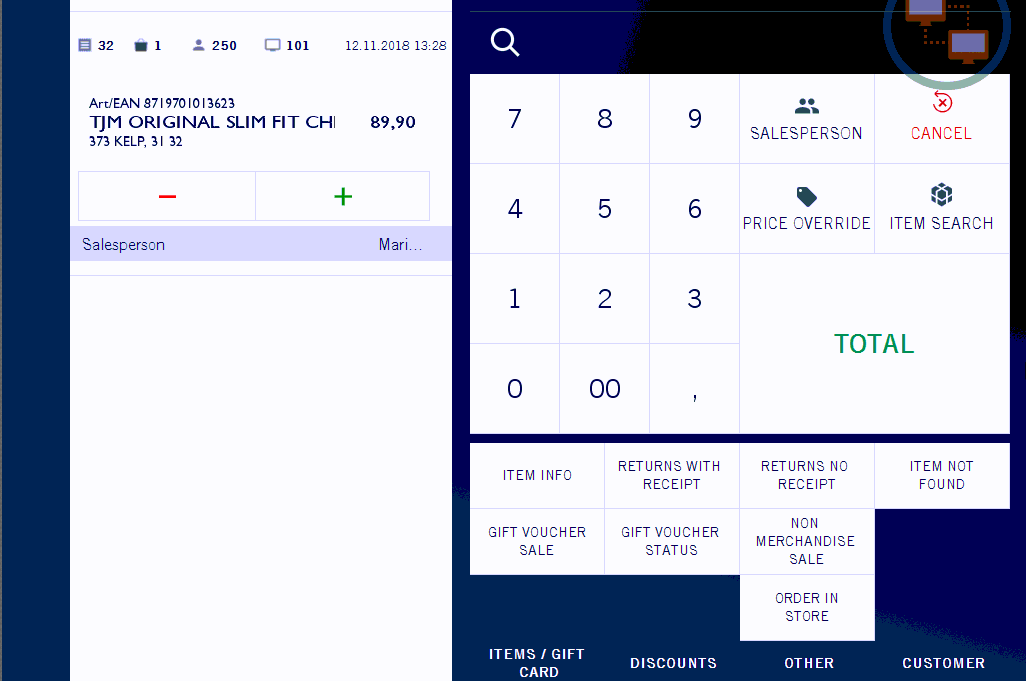 32 1 250 101 12.11.2018 13:28
Art/EAN 8719701013623
TJM ORIGINAL SLIM FIT CHI 89,90
373 KELP, 31 32
− +
Salesperson Mari...
7 8 9 SALESPERSON CANCEL
4 5 6 PRICE OVERRIDE ITEM SEARCH
1 2 3
TOTAL
0 00 ,
ITEM INFO
RETURNS WITH
RECEIPT
RETURNS NO
RECEIPT
ITEM NOT
FOUND
GIFT VOUCHER
SALE
GIFT VOUCHER
STATUS
NON
MERCHANDISE
SALE
ORDER IN
STORE
ITEMS / GIFT
CARD
DISCOUNTS
OTHER
CUSTOMER